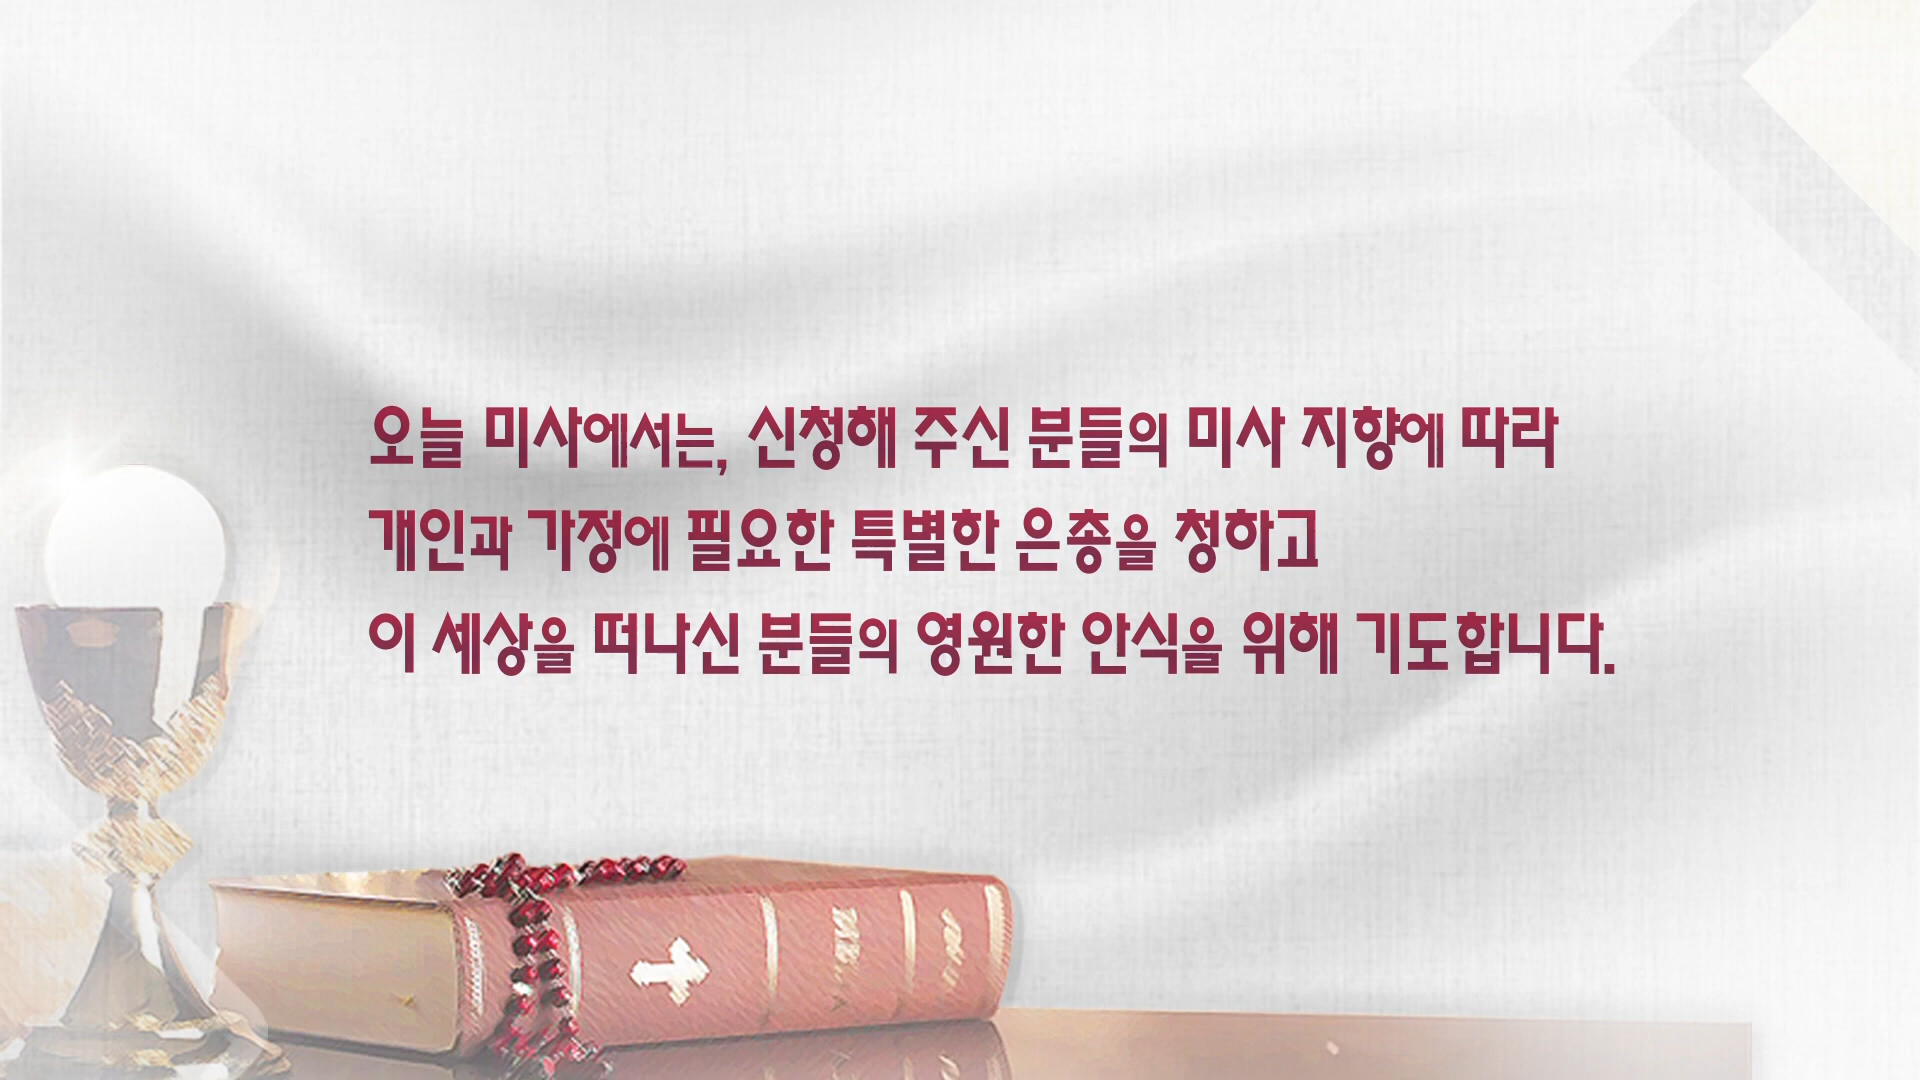 오늘 미사에서는, 신청해 주신 분들의 미사 지향에 따라
개인과 가정에 필요한 특별한 은총을 청하고
이 세상을 떠나신 분들의 영원한 안식을 위해 기도합니다.